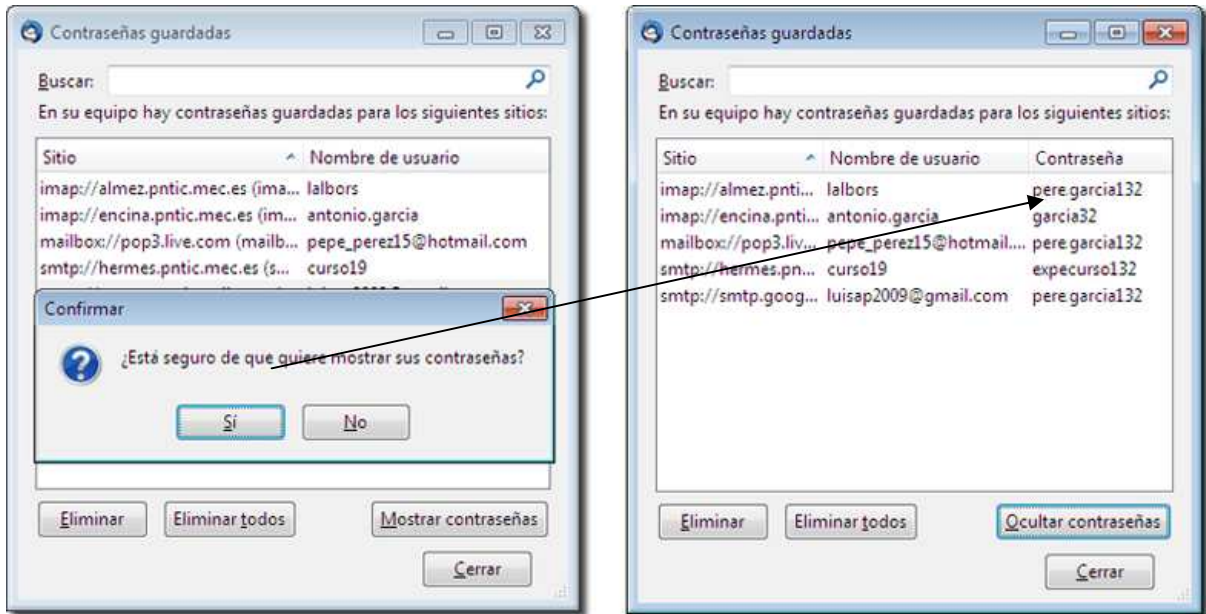 Contraseñas guardadas
Buscar:
En su equipo hay contraseñas guardadas para los siguientes sitios:
Sitio Nombre de usuario
imap://almez.pntic.mec.es (ima... lalbors
imap://encina.pntic.mec.es (im... antonio.garcia
mailbox://pop3.live.com (mailb... pepe_perez15@hotmail.com
smtp://hermes.pntic.mec.es (s... curso19
Confirmar
¿Está seguro de que quiere mostrar sus contraseñas?
Sí No
Eliminar Eliminar todos Mostrar contraseñas
Cerrar
Contraseñas guardadas
Buscar:
En su equipo hay contraseñas guardadas para los siguientes sitios:
Sitio Nombre de usuario Contraseña
imap://almez.pnti... lalbors pere.garcia132
imap://encina.pnti... antonio.garcia garcia32
mailbox://pop3.liv... pepe_perez15@hotmail.... pere.garcia132
smtp://hermes.pn... curso19 expecurso132
smtp://smtp.goog... luisap2009@gmail.com pere.garcia132
Eliminar Eliminar todos Ocultar contraseñas
Cerrar